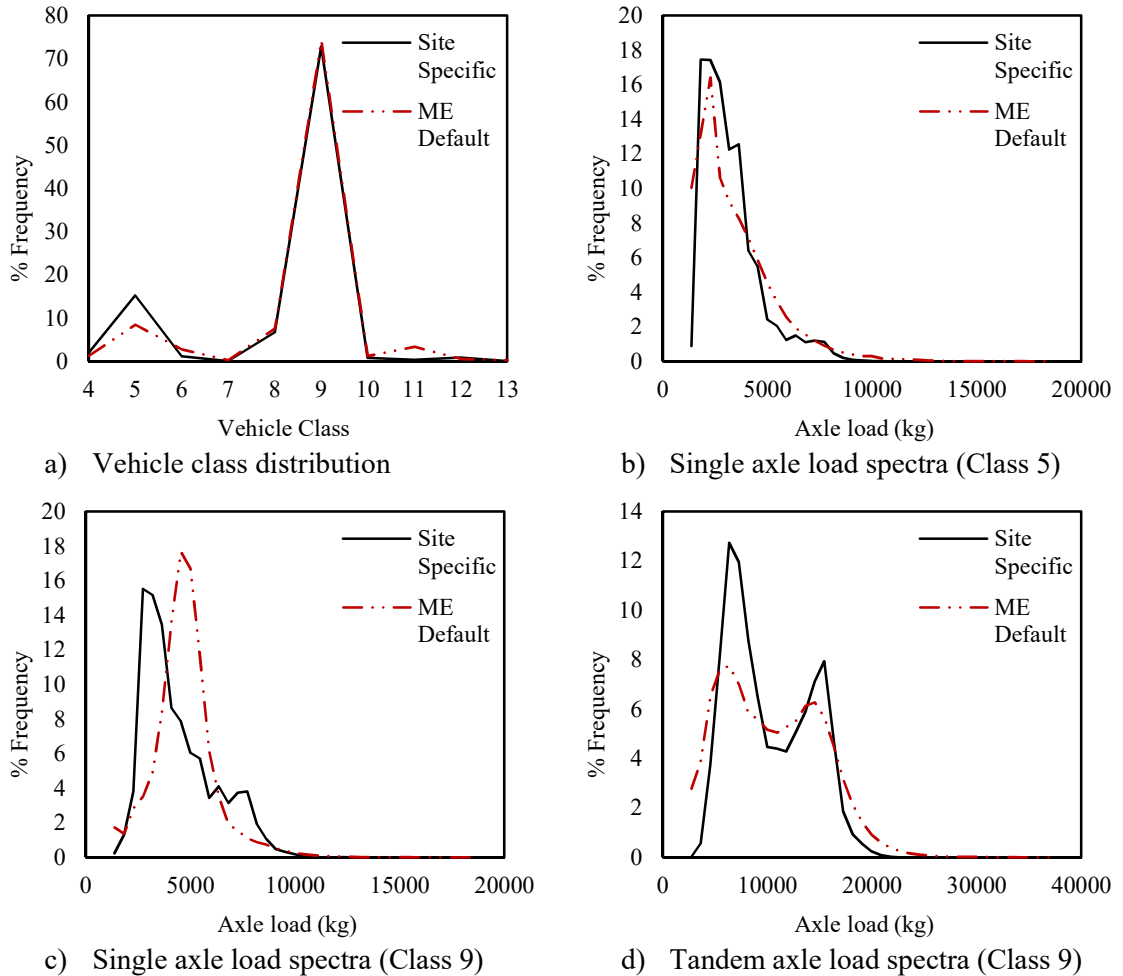 80
70
60
50
40
30
20
10
0
% Frequency
4 5 6 7 8 9 10 11 12 13
Vehicle Class
Site
Specific
ME
Default
a) Vehicle class distribution
20
18
16
14
12
10
8
6
4
2
0
% Frequency
0 5000 10000 15000 20000
Axle load (kg)
Site
Specific
ME
Default
b) Single axle load spectra (Class 5)
20
18
16
14
12
10
8
6
4
2
0
% Frequency
0 5000 10000 15000 20000
Axle load (kg)
Site
Specific
ME
Default
c) Single axle load spectra (Class 9)
14
12
10
8
6
4
2
0
% Frequency
0 10000 20000 30000 40000
Axle load (kg)
Site
Specific
ME
Default
d) Tandem axle load spectra (Class 9)